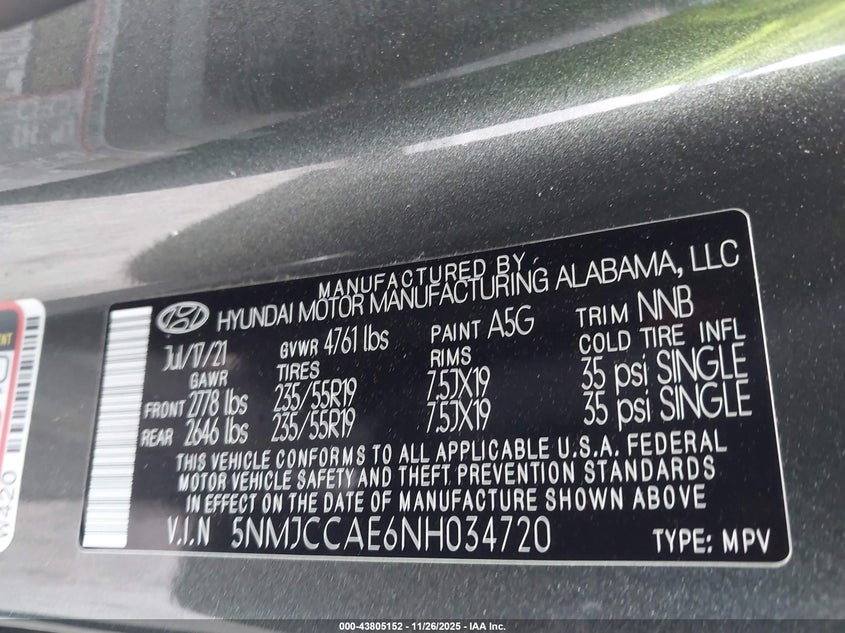 MANUFACTURED BY
HYUNDAI MOTOR MANUFACTURING ALABAMA, LLC
Jul/17/21 GVWR 4761 lbs PAINT A5G TRIM NNB
GAWR TIRES RIMS COLD TIRE INFL
FRONT 2778 lbs 235/55R19 7.5JX19 35 psi SINGLE
REAR 2646 lbs 235/55R19 7.5JX19 35 psi SINGLE
THIS VEHICLE CONFORMS TO ALL APPLICABLE U.S.A. FEDERAL
MOTOR VEHICLE SAFETY AND THEFT PREVENTION STANDARDS
IN EFFECT ON THE DATE OF MANUFACTURE SHOWN ABOVE
V.I.N 5NMJCCAE6NH034720 TYPE: MPV
W420
000-43805152 - 11/26/2025 - IAA Inc.